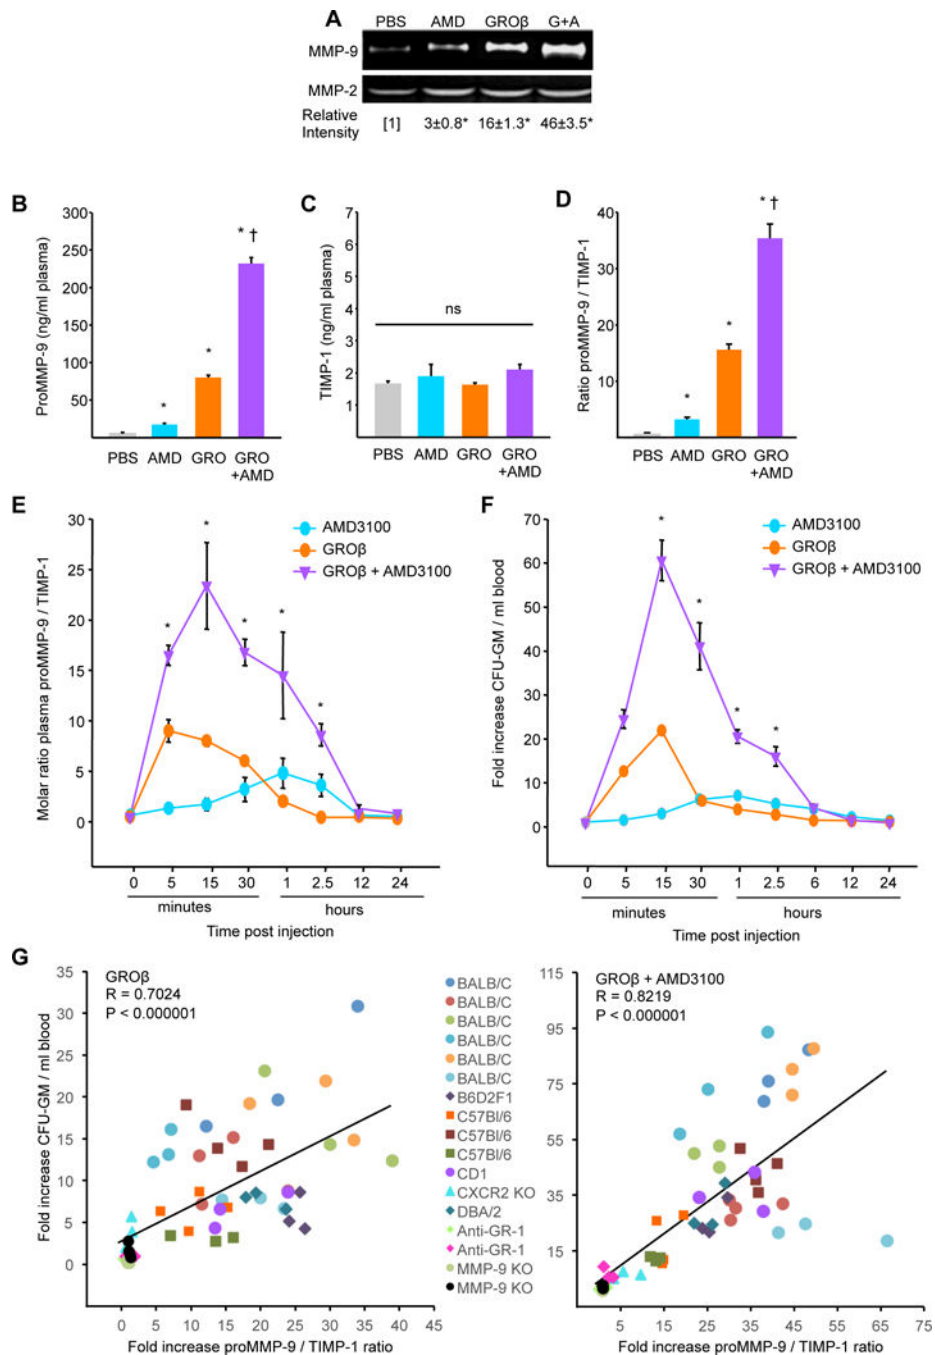 A
PBS AMD GROβ G+A
MMP-9
MMP-2
Relative
Intensity
[1] 3±0.8* 16±1.3* 46±3.5*
B
ProMMP-9 (ng/ml plasma)
300
250
200
150
100
50
*
*
* †
PBS AMD GRO GRO
+AMD
C
TIMP-1 (ng/ml plasma)
7
6
5
4
3
2
1
ns
PBS AMD GRO GRO
+AMD
D
Ratio proMMP-9 / TIMP-1
40
30
20
10
*
*
* †
PBS AMD GRO GRO
+AMD
E
Molar ratio plasma proMMP-9 / TIMP-1
30
25
20
15
10
5
0
AMD3100
GROβ
GROβ + AMD3100
* * * * *
0 5 15 30 1 2.5 12 24
minutes hours
Time post injection
F
Fold increase CFU-GM / ml blood
70
60
50
40
30
20
10
0
AMD3100
GROβ
GROβ + AMD3100
* * * *
0 5 15 30 1 2.5 6 12 24
minutes hours
Time post injection
G
Fold increase CFU-GM / ml blood
35
30
25
20
15
10
5
0
GROβ
R = 0.7024
P < 0.000001
0 5 10 15 20 25 30 35 40 45
Fold increase proMMP-9 / TIMP-1 ratio
BALB/C
BALB/C
BALB/C
BALB/C
BALB/C
BALB/C
B6D2F1
C57Bl/6
C57Bl/6
C57Bl/6
CD1
CXCR2 KO
DBA/2
Anti-GR-1
Anti-GR-1
MMP-9 KO
MMP-9 KO
115
95
75
55
35
15
GROβ + AMD3100
R = 0.8219
P < 0.000001
5 15 25 35 45 55 65 75
Fold increase proMMP-9 / TIMP-1 ratio